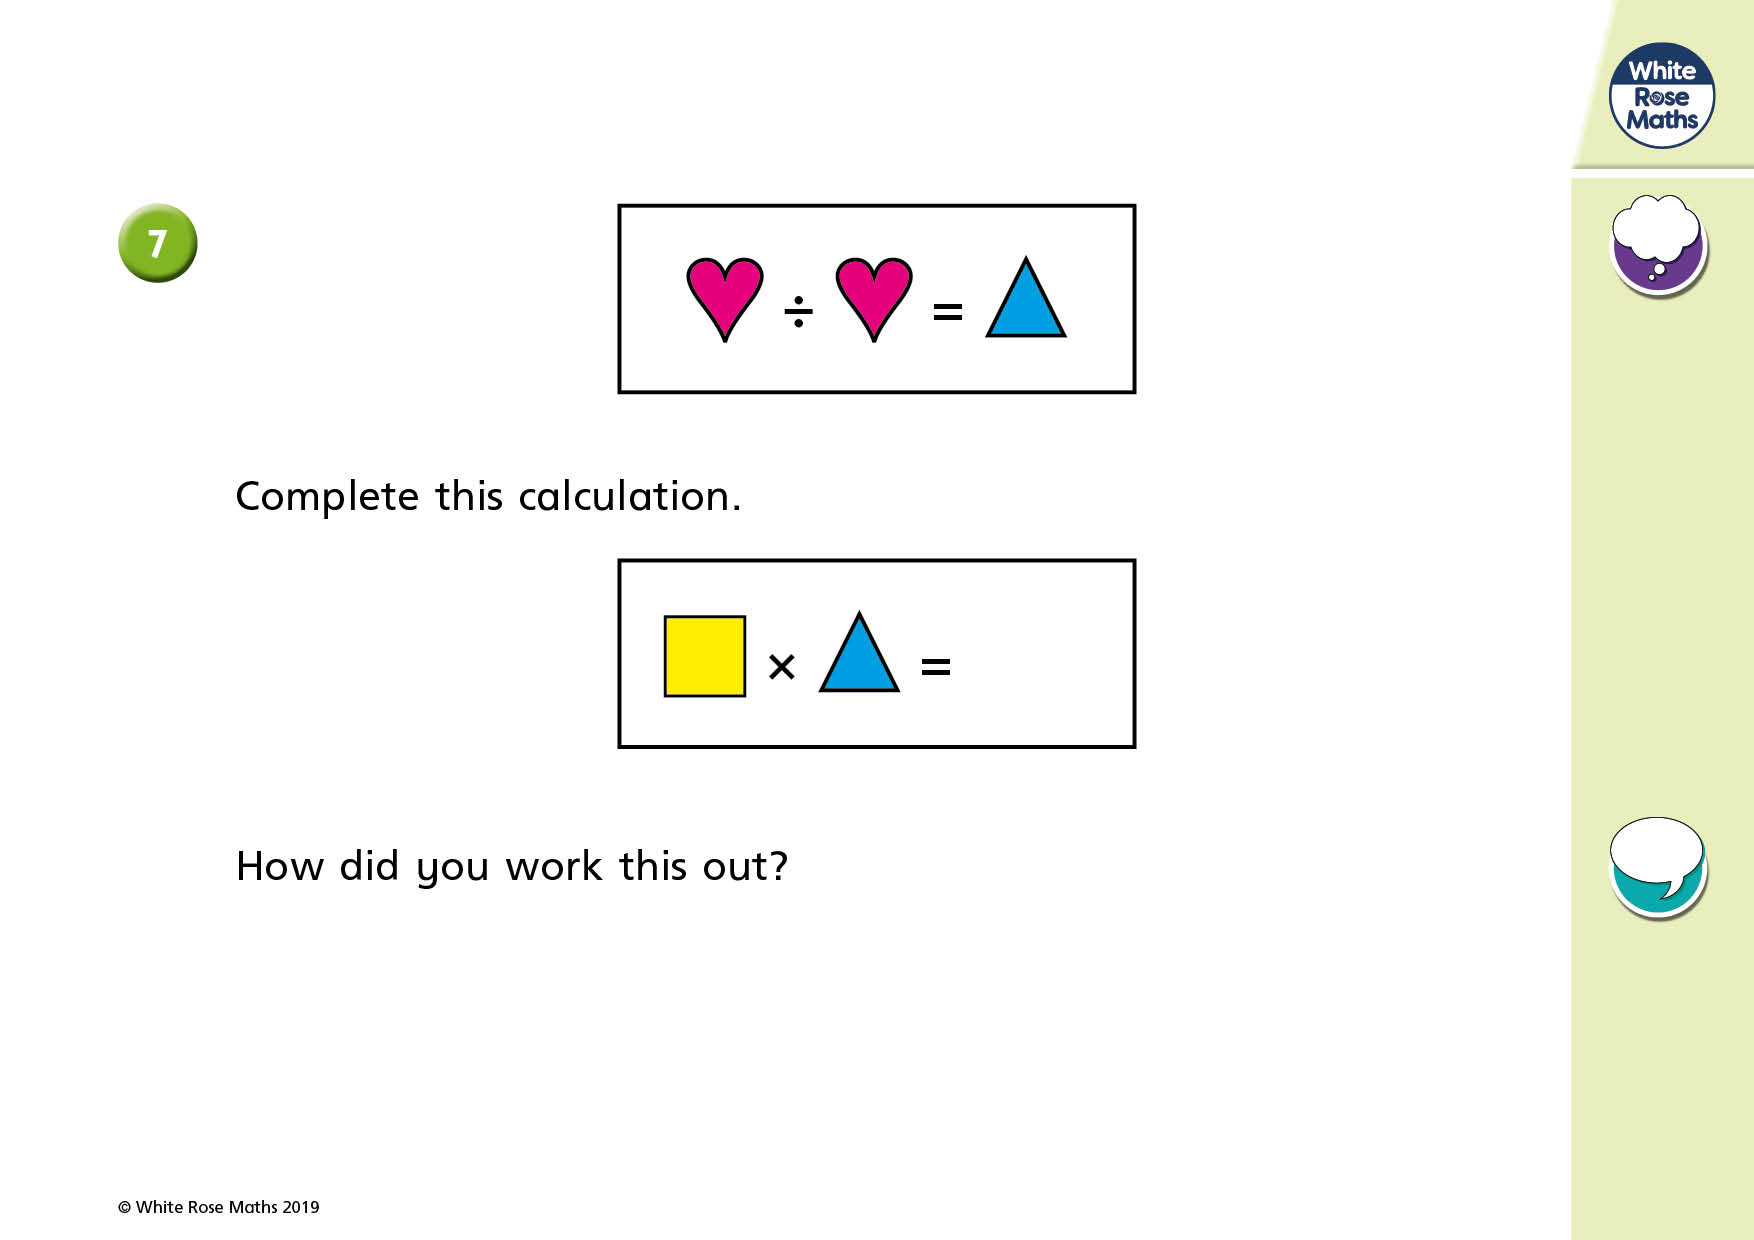 White
Rose
Maths
7
÷ =
Complete this calculation.
× =
How did you work this out?
© White Rose Maths 2019